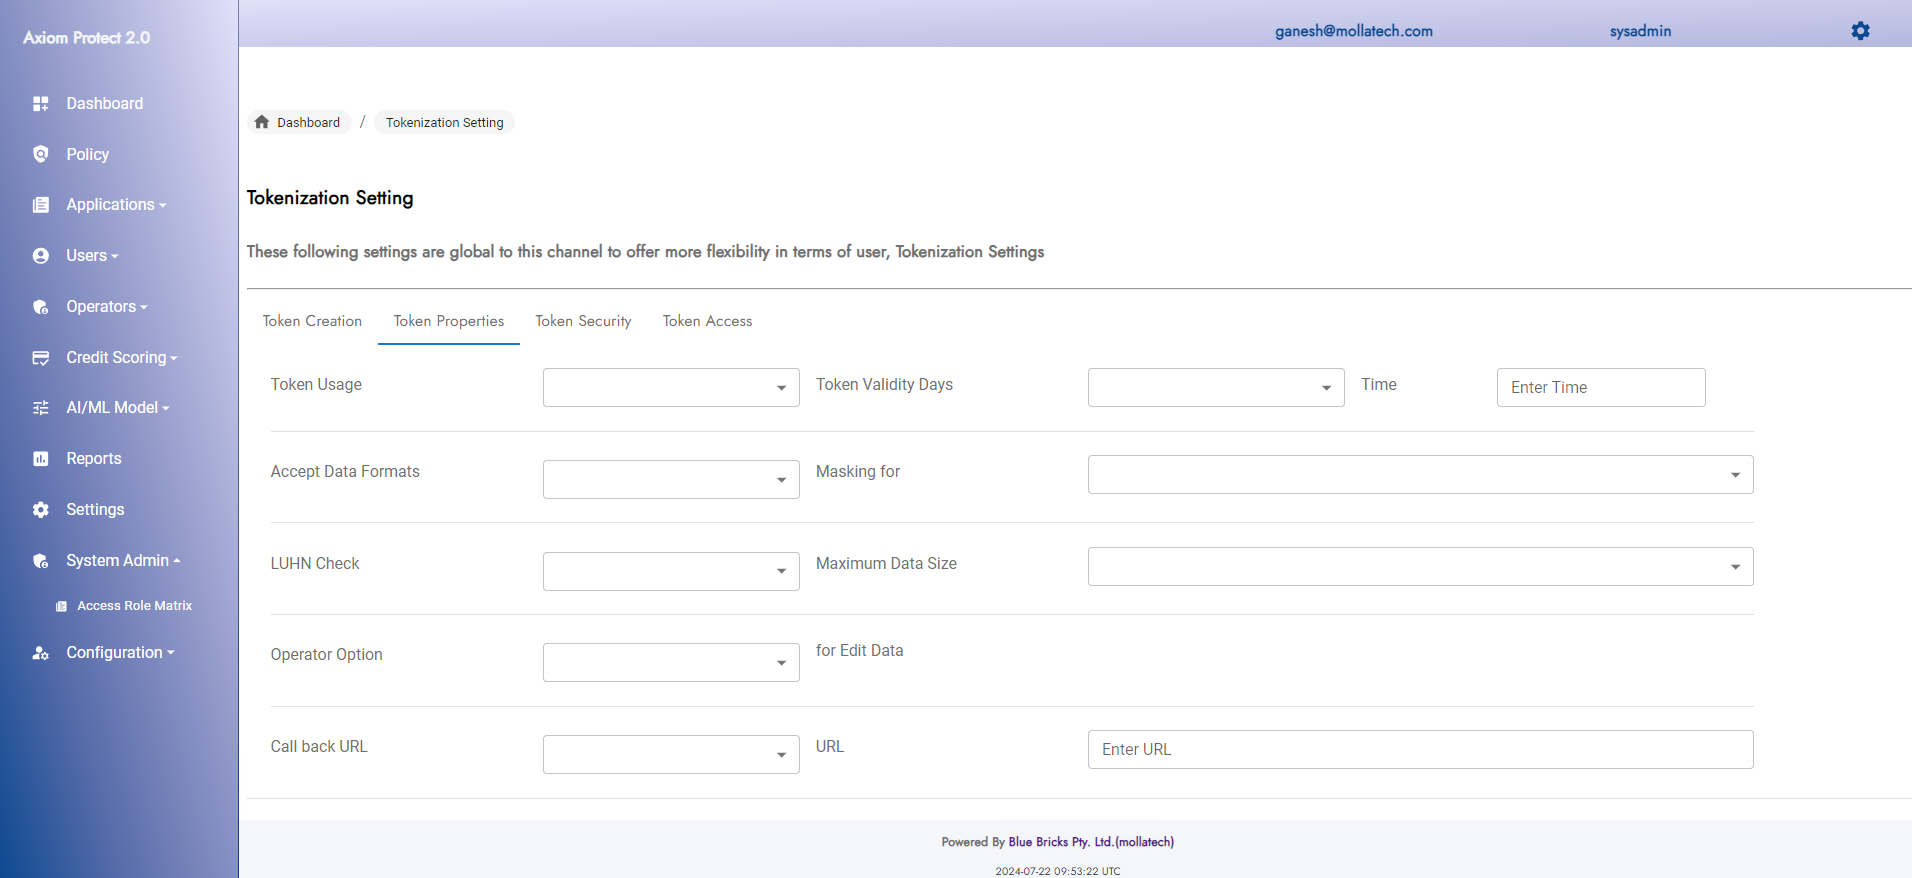 Axiom Protect 2.0
ganesh@mollatech.com
sysadmin
Dashboard
Policy
Applications
Users
Operators
Credit Scoring
AI/ML Model
Reports
Settings
System Admin
Access Role Matrix
Configuration
Dashboard / Tokenization Setting
Tokenization Setting
These following settings are global to this channel to offer more flexibility in terms of user, Tokenization Settings
Token Creation Token Properties Token Security Token Access
Token Usage Token Validity Days Time Enter Time
Accept Data Formats Masking for
LUHN Check Maximum Data Size
Operator Option for Edit Data
Call back URL URL Enter URL
Powered By Blue Bricks Pty. Ltd.(mollatech)
2024-07-22 09:53:22 UTC